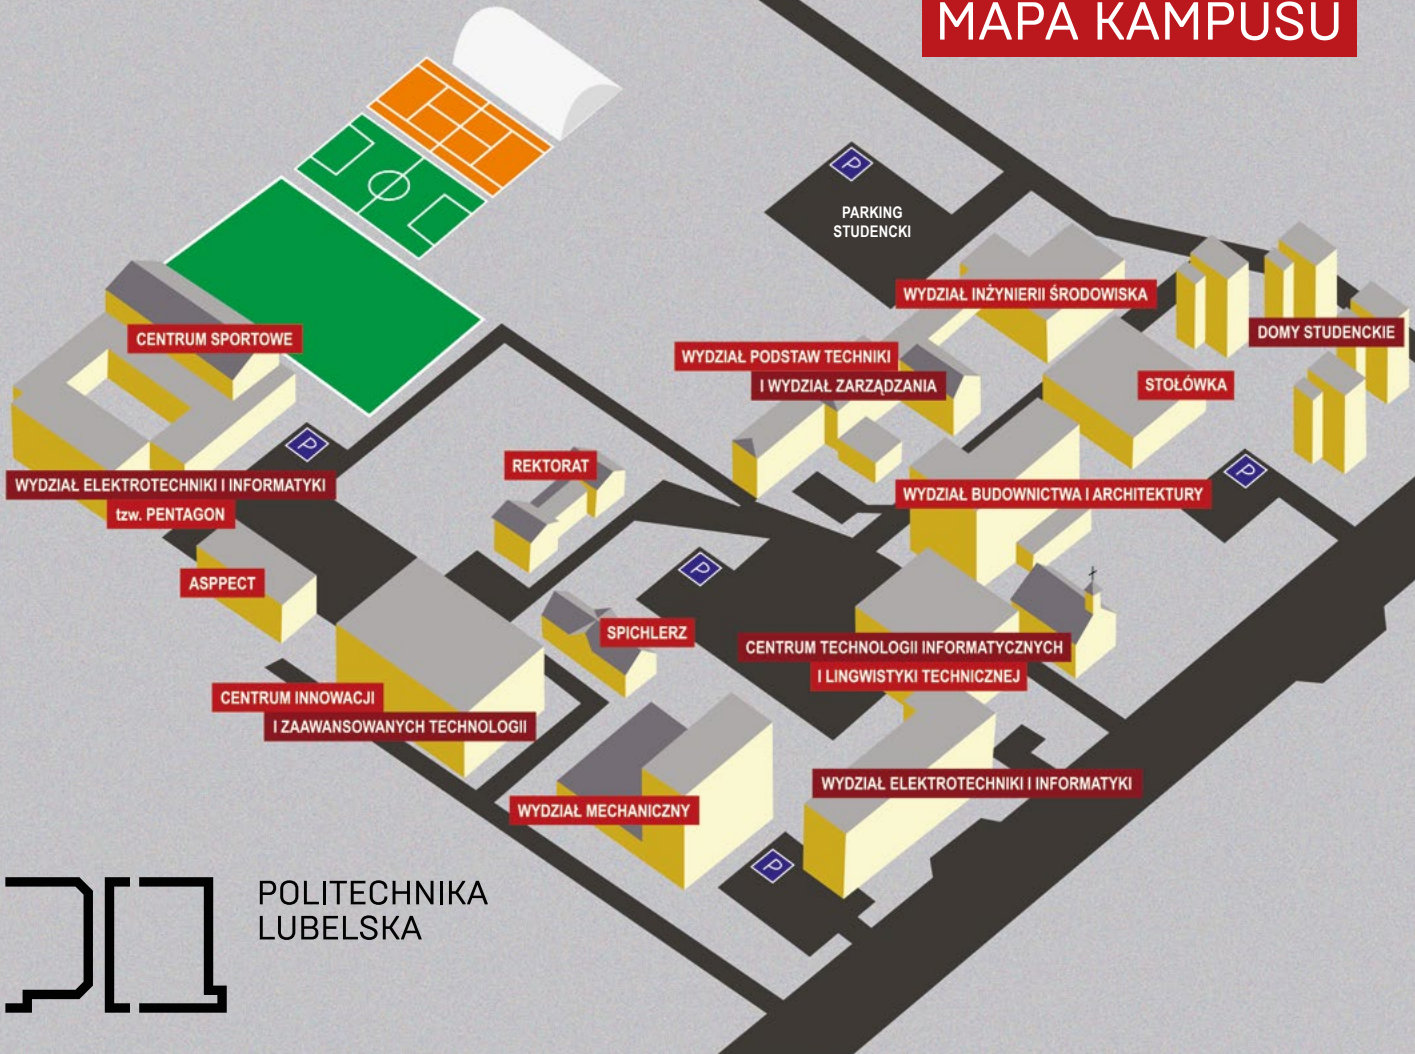 MAPA KAMPUSU
P
PARKING
STUDENCKI
WYDZIAŁ INŻYNIERII ŚRODOWISKA
DOMY STUDENCKIE
CENTRUM SPORTOWE
WYDZIAŁ PODSTAW TECHNIKI
I WYDZIAŁ ZARZĄDZANIA
STOŁÓWKA
P
REKTORAT
P
WYDZIAŁ ELEKTROTECHNIKI I INFORMATYKI
tzw. PENTAGON
WYDZIAŁ BUDOWNICTWA I ARCHITEKTURY
P
ASPPECT
SPICHLERZ
CENTRUM TECHNOLOGII INFORMATYCZNYCH
I LINGWISTYKI TECHNICZNEJ
CENTRUM INNOWACJI
I ZAAWANSOWANYCH TECHNOLOGII
WYDZIAŁ ELEKTROTECHNIKI I INFORMATYKI
WYDZIAŁ MECHANICZNY
P
POLITECHNIKA
LUBELSKA